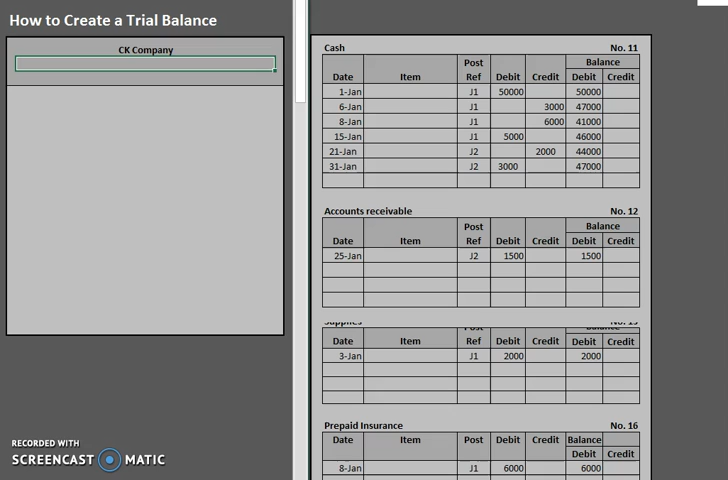 How to Create a Trial Balance
CK Company
RECORDED WITH
SCREENCAST MATIC
Cash No. 11
Post Balance
Date Item Ref Debit Credit Debit Credit
1-Jan J1 50000 50000
6-Jan J1 3000 47000
8-Jan J1 6000 41000
15-Jan J1 5000 46000
21-Jan J2 2000 44000
31-Jan J2 3000 47000
Accounts receivable No. 12
Post Balance
Date Item Ref Debit Credit Debit Credit
25-Jan J2 1500 1500
Supplies
Post Balance
Date Item Ref Debit Credit Debit Credit
3-Jan J1 2000 2000
Prepaid Insurance No. 16
Date Item Post Debit Credit Balance
Debit Credit
8-Jan J1 6000 6000